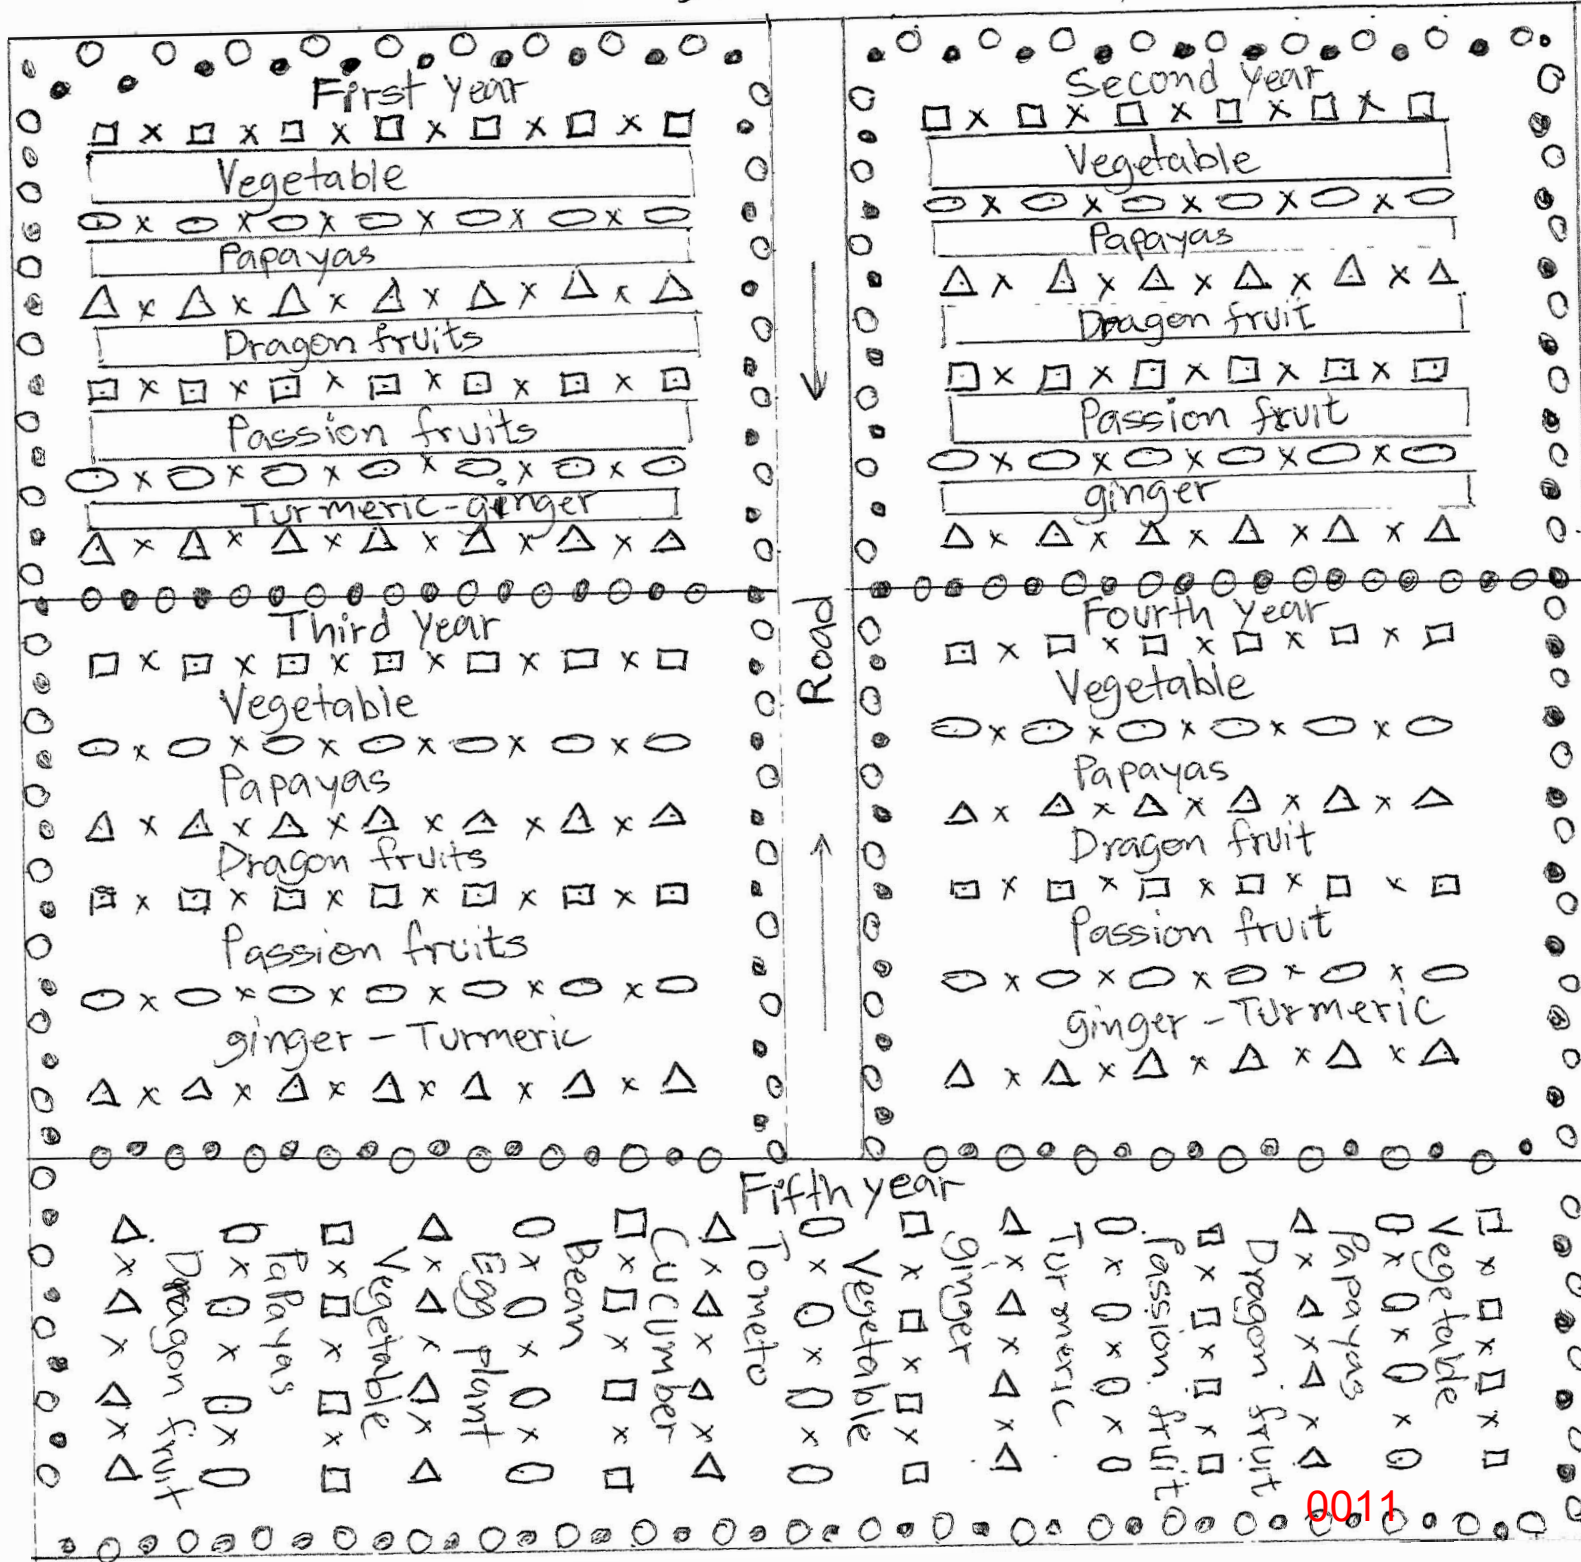 First Year
Vegetable
Papayas
Dragon fruits
Passion fruits
Turmeric-ginger
Second Year
Vegetable
Papayas
Dragon fruit
Passion fruit
ginger
Road
Third Year
Vegetable
Papayas
Dragon fruits
Passion fruits
ginger - Turmeric
Fourth Year
Vegetable
Papayas
Dragon fruit
Passion fruit
ginger - Turmeric
Fifth year
Dragon fruit
Papayas
Vegetable
Egg plant
Bean
Cucumber
Tometo
Vegetable
ginger
Turmeric
Passion fruit
Dragon fruit
Papayas
Vegetable
0011